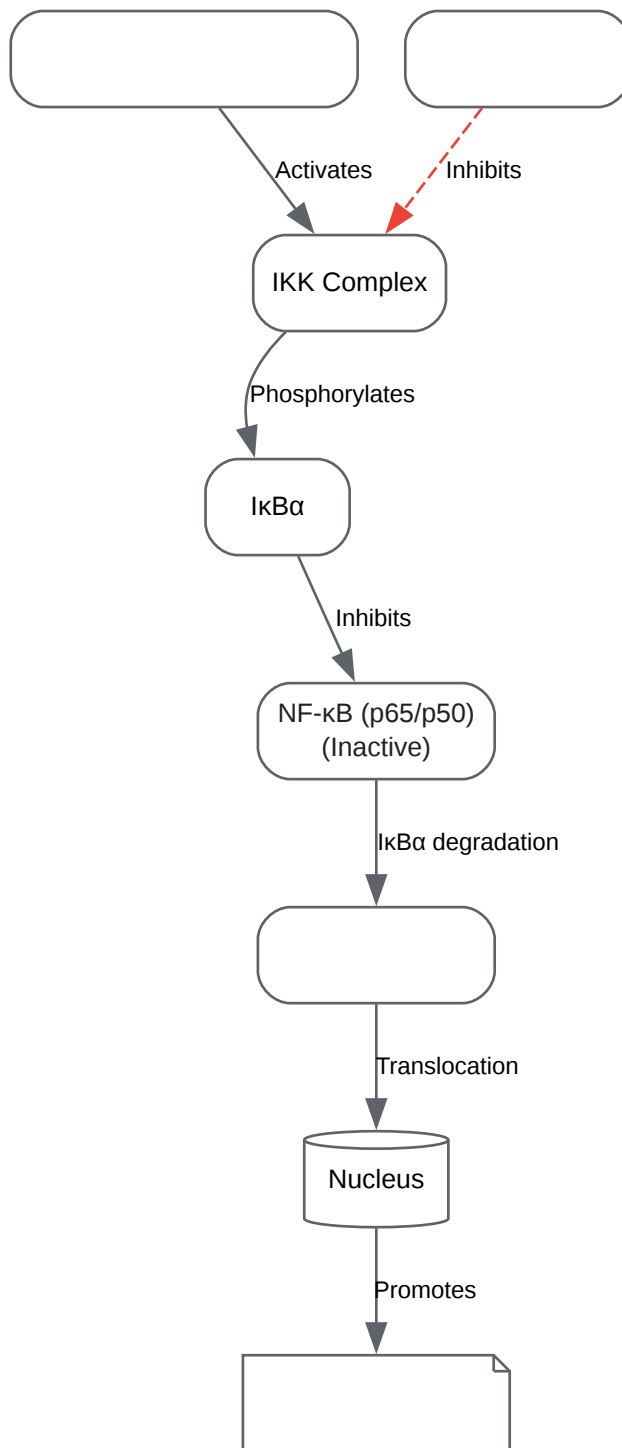 Activates
Inhibits
IKK Complex
Phosphorylates
IκBα
Inhibits
NF-κB (p65/p50)
(Inactive)
IκBα degradation
Translocation
Nucleus
Promotes